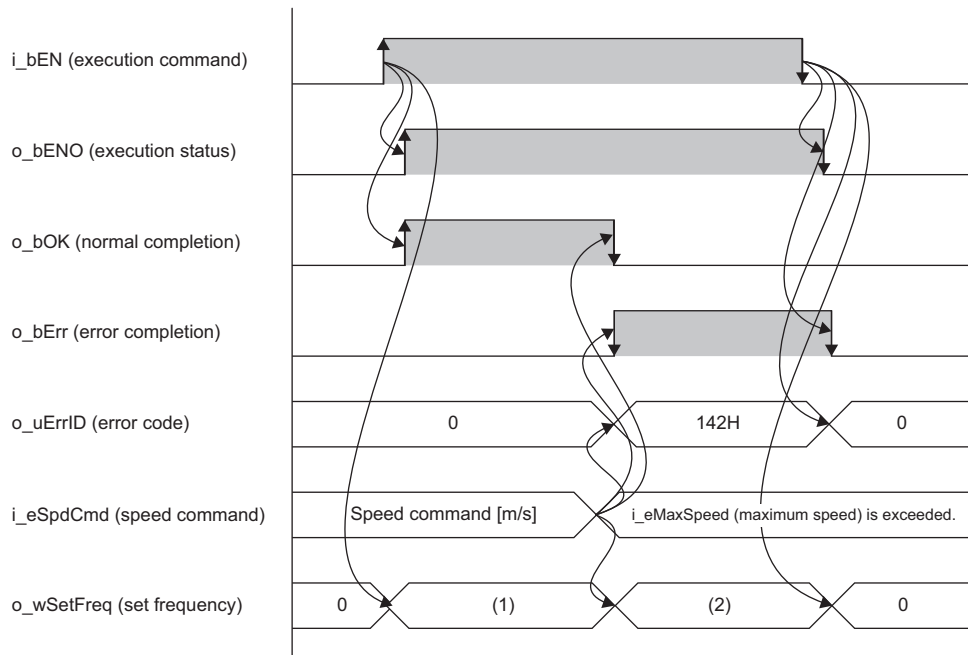 i_bEN (execution command)
o_bENO (execution status)
o_bOK (normal completion)
o_bErr (error completion)
o_uErrID (error code)
0
142H
0
i_eSpdCmd (speed command)
Speed command [m/s]
i_eMaxSpeed (maximum speed) is exceeded.
o_wSetFreq (set frequency)
0
(1)
(2)
0